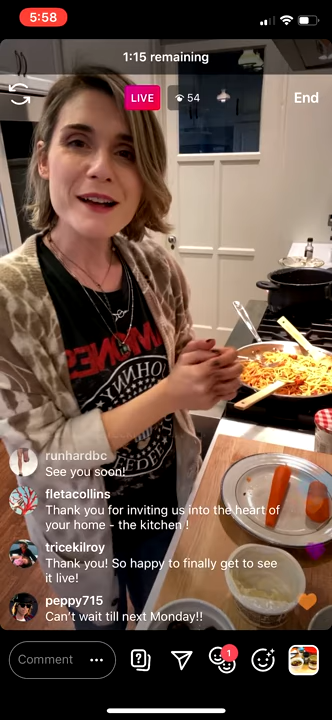 5:58
1:15 remaining
LIVE
54
End
runhardbc
See you soon!
fletacollins
Thank you for inviting us into the heart of
your home - the kitchen !
tricekilroy
Thank you! So happy to finally get to see
it live!
peppy715
Can't wait till next Monday!!
Comment
1
JOHNNY